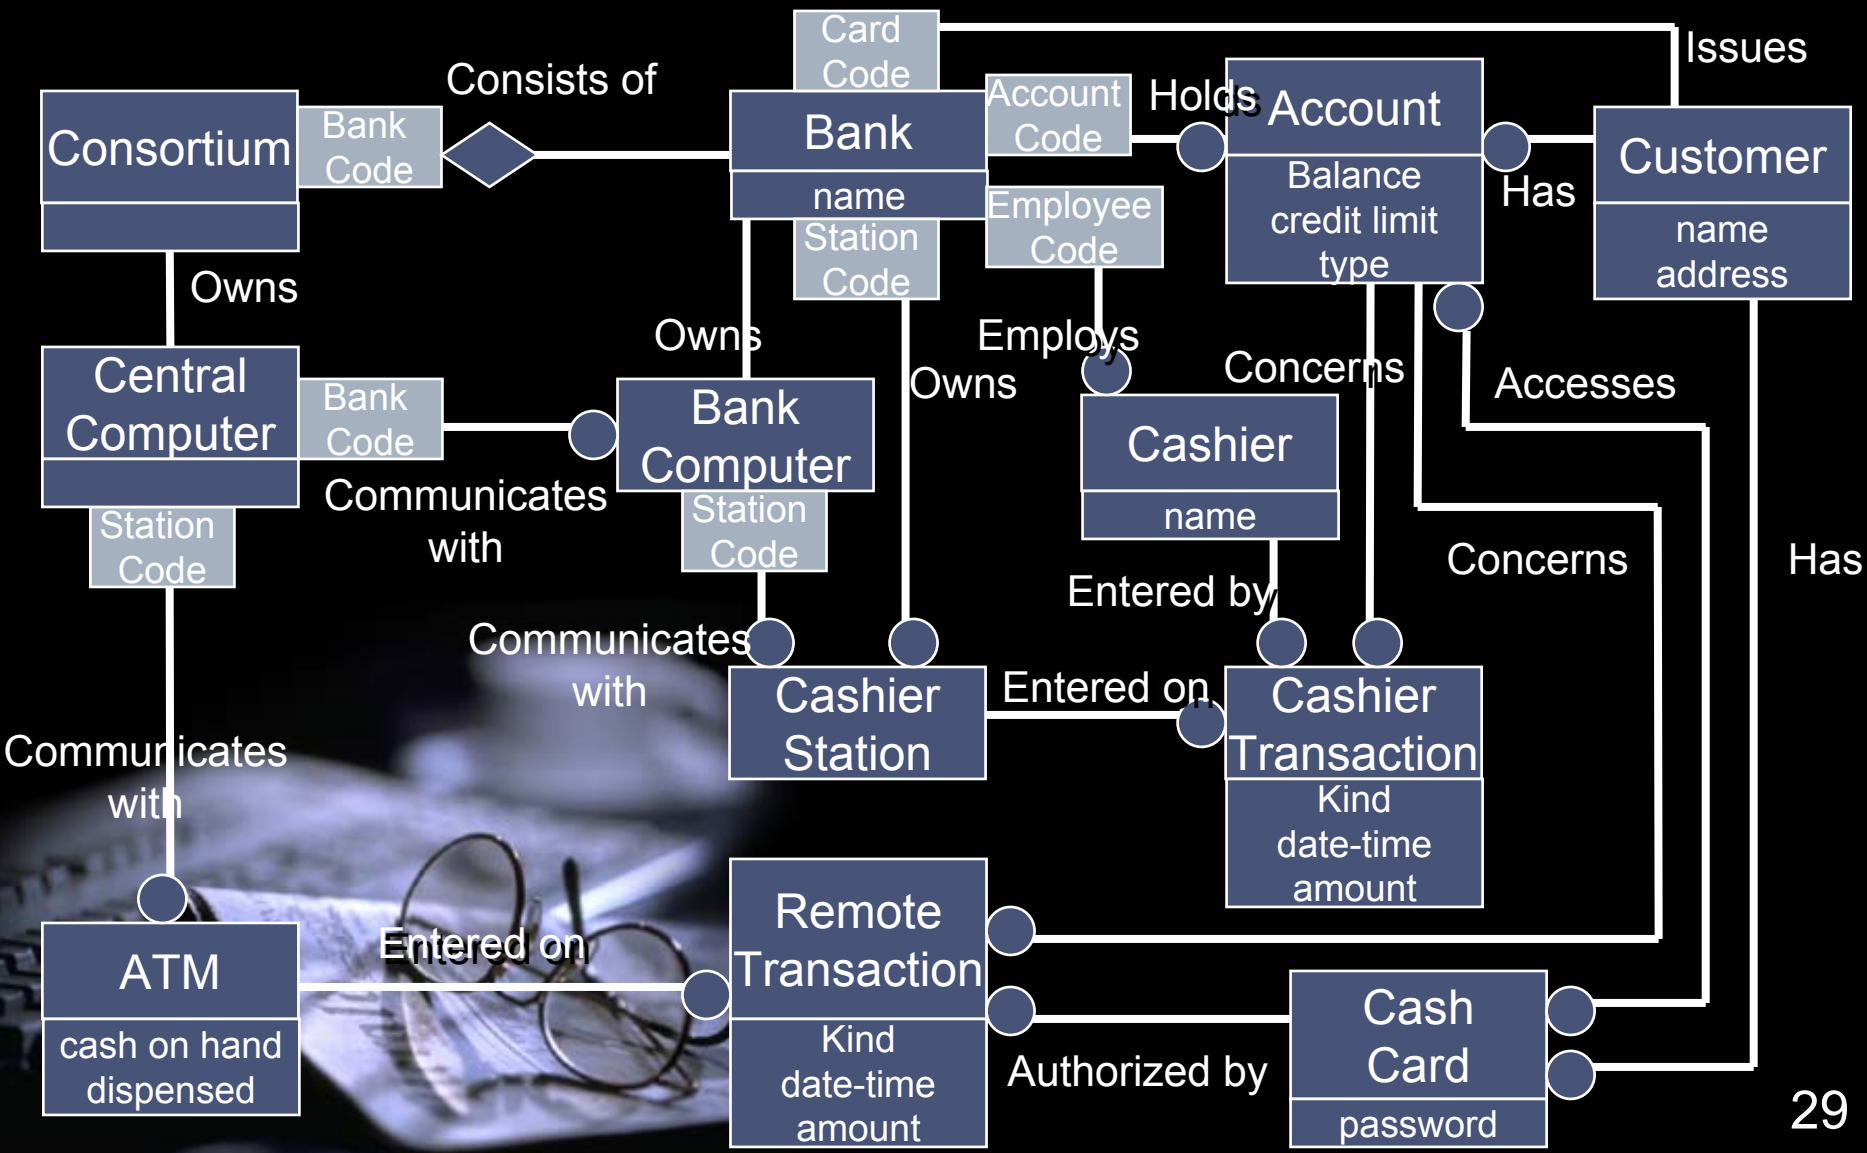 Card
Code
Issues
Consists of
Account
Code
Holds
Account
Consortium
Bank
Code
Bank
Customer
Balance
credit limit
type
Has
name
Employee
Code
name
address
Station
Code
Owns
Owns
Employs
Owns
Concerns
Accesses
Central
Computer
Bank
Code
Bank
Computer
Cashier
Communicates
with
name
Station
Code
Station
Code
Concerns
Has
Entered by
Communicates
with
Cashier
Station
Entered on
Cashier
Transaction
Communicates
with
Kind
date-time
amount
Remote
Transaction
Entered on
ATM
Cash
Card
cash on hand
dispensed
Kind
date-time
amount
Authorized by
password
29